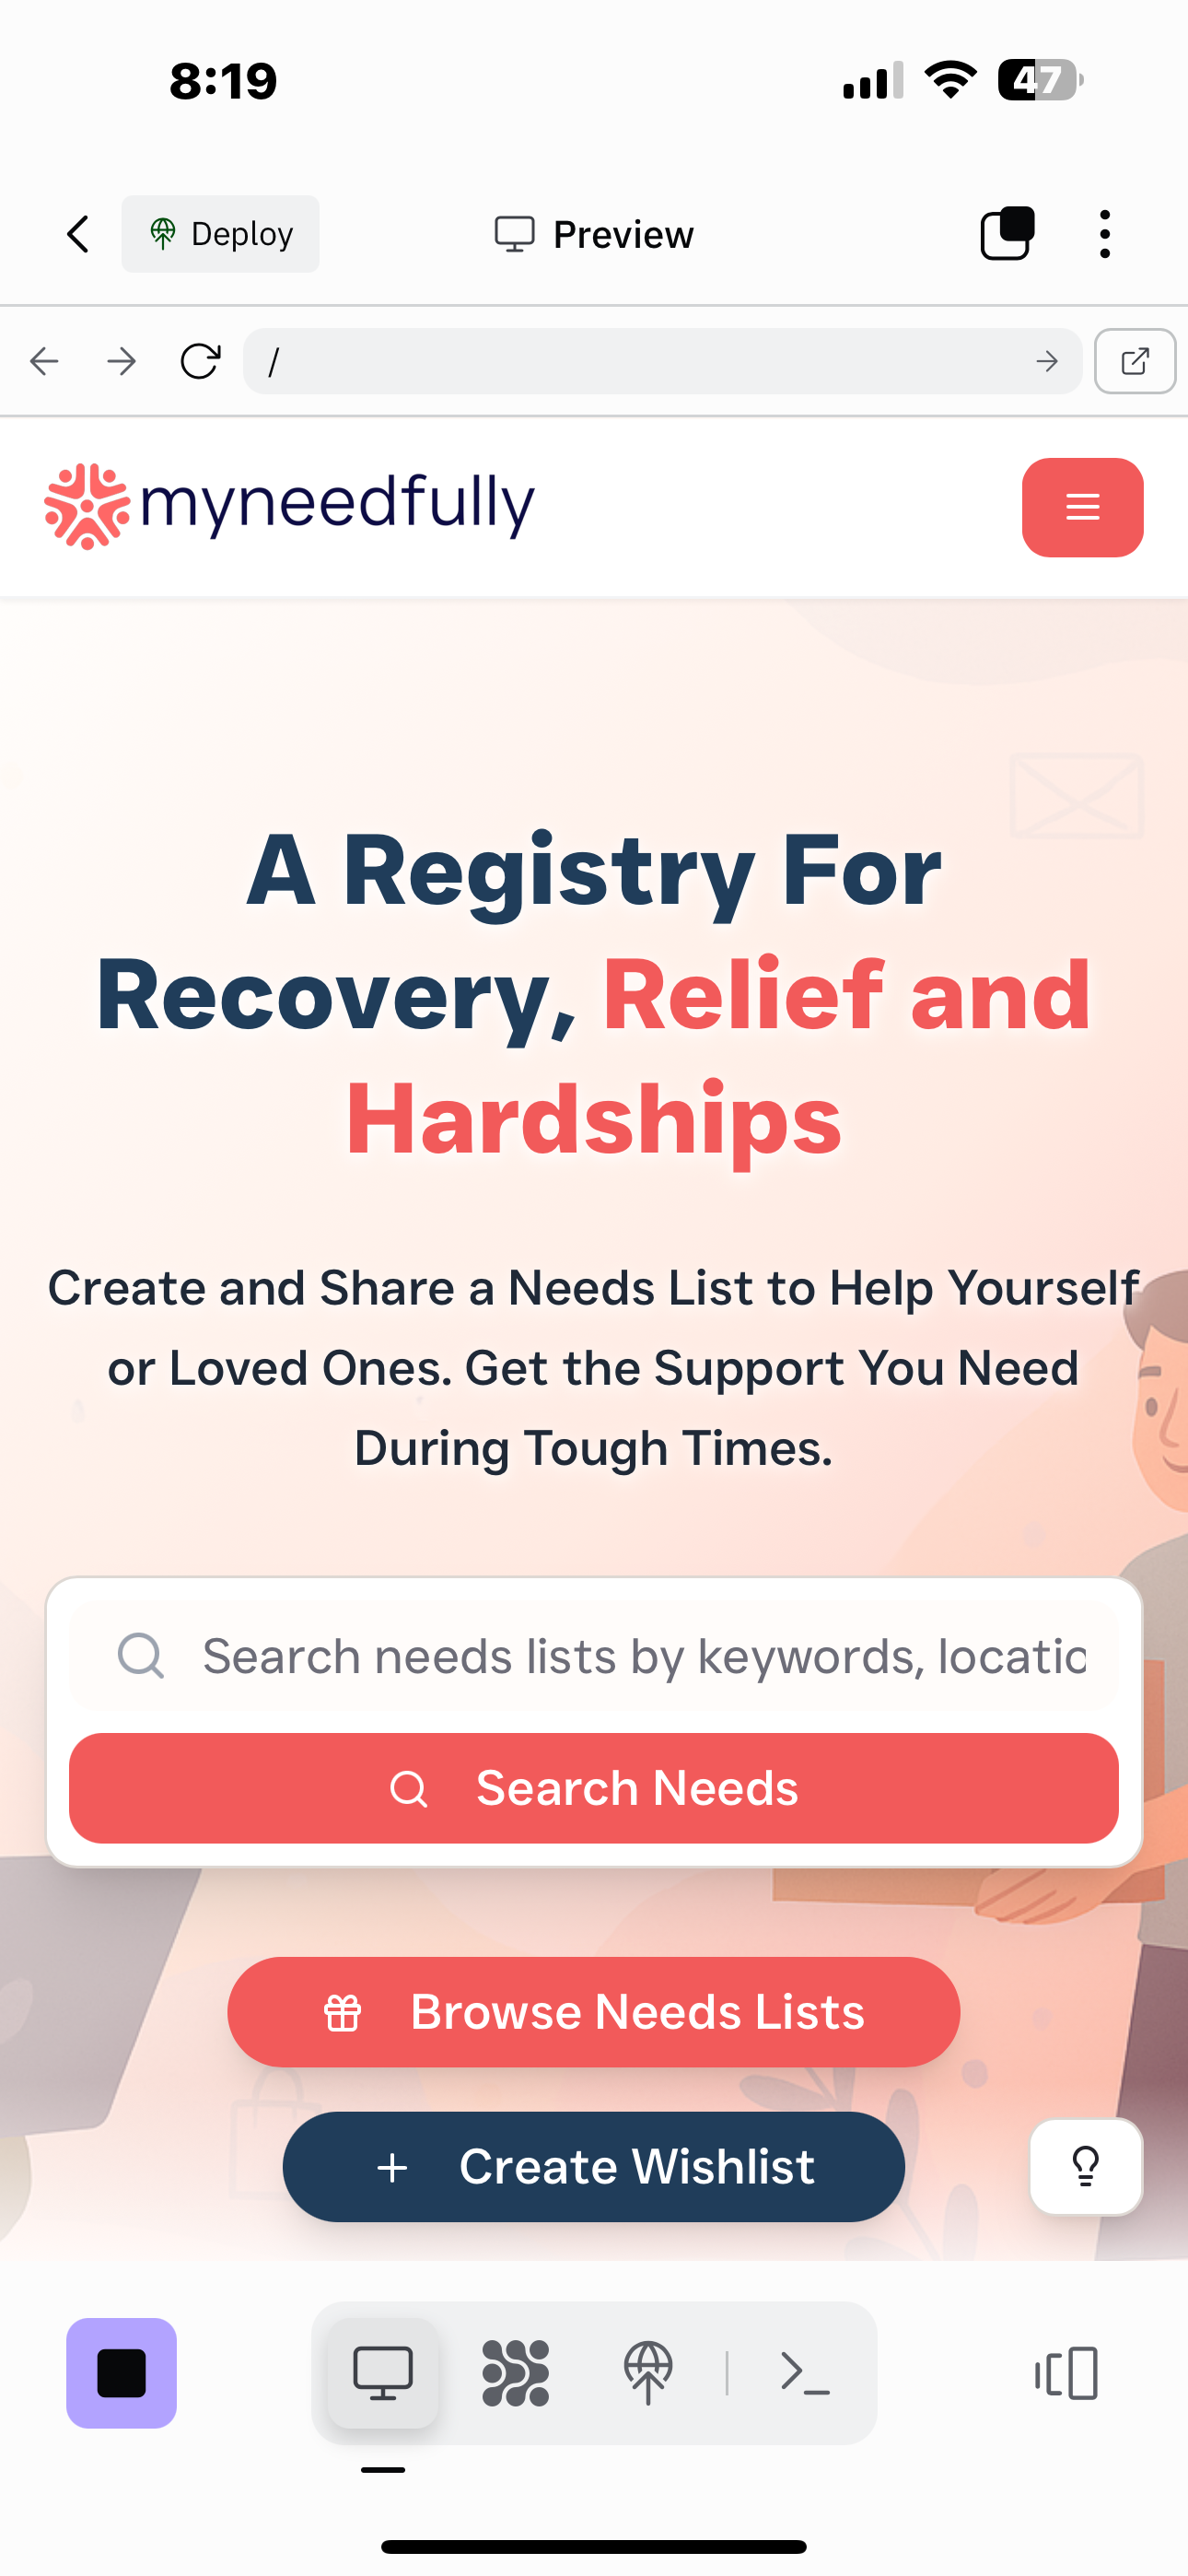 8:19
47
Deploy
Preview
/
myneedfully
A Registry For
Recovery, Relief and
Hardships
Create and Share a Needs List to Help Yourself
or Loved Ones. Get the Support You Need
During Tough Times.
Search needs lists by keywords, locatio
Search Needs
Browse Needs Lists
Create Wishlist